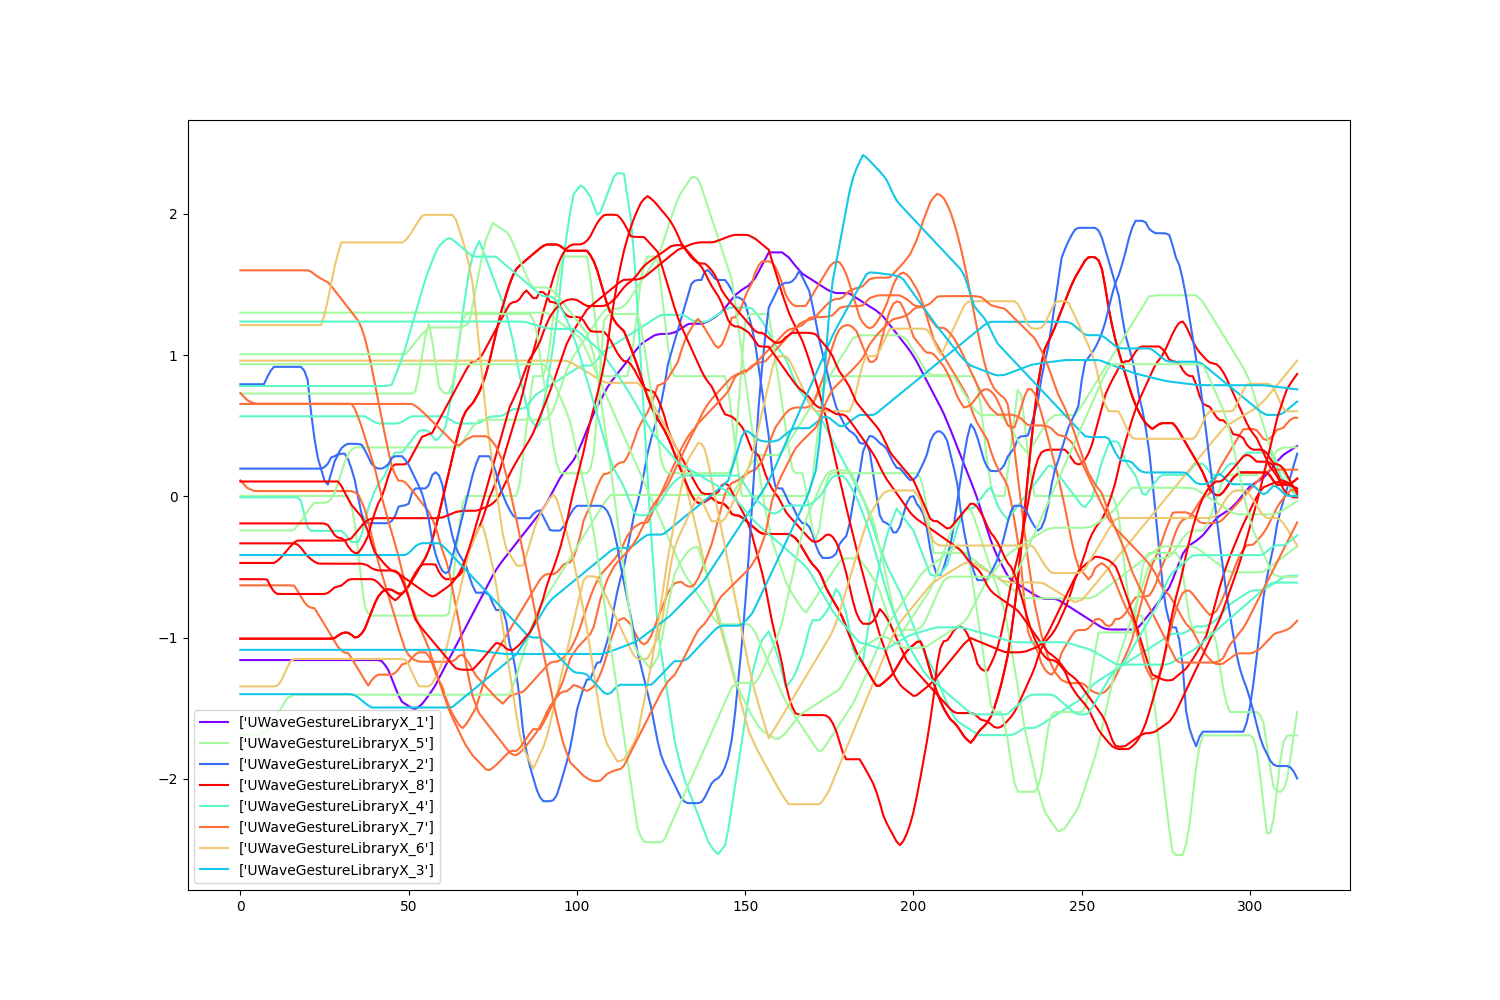 2
1
0
−1
−2
['UWaveGestureLibraryX_1']
['UWaveGestureLibraryX_5']
['UWaveGestureLibraryX_2']
['UWaveGestureLibraryX_8']
['UWaveGestureLibraryX_4']
['UWaveGestureLibraryX_7']
['UWaveGestureLibraryX_6']
['UWaveGestureLibraryX_3']
0 50 100 150 200 250 300